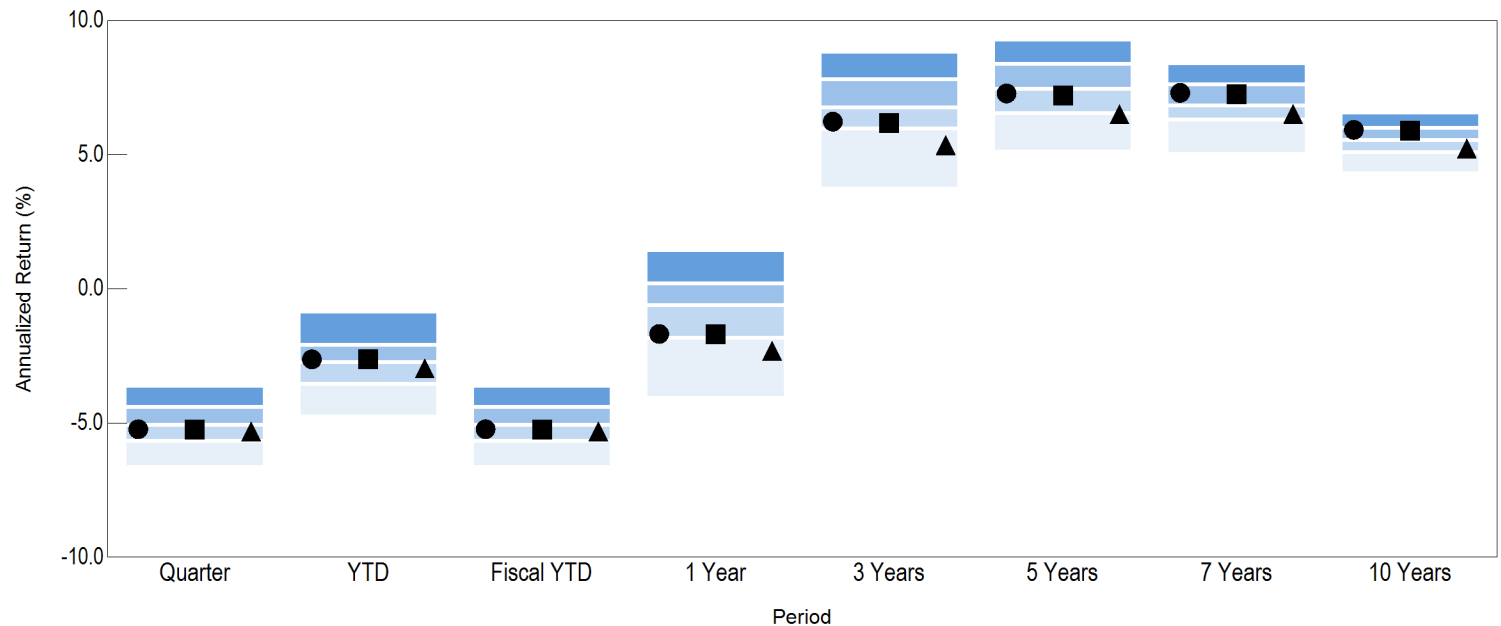 Annualized Return (%)
10.0
5.0
0.0
-5.0
-10.0
Quarter
YTD
Fiscal YTD
1 Year
3 Years
5 Years
7 Years
10 Years
Period